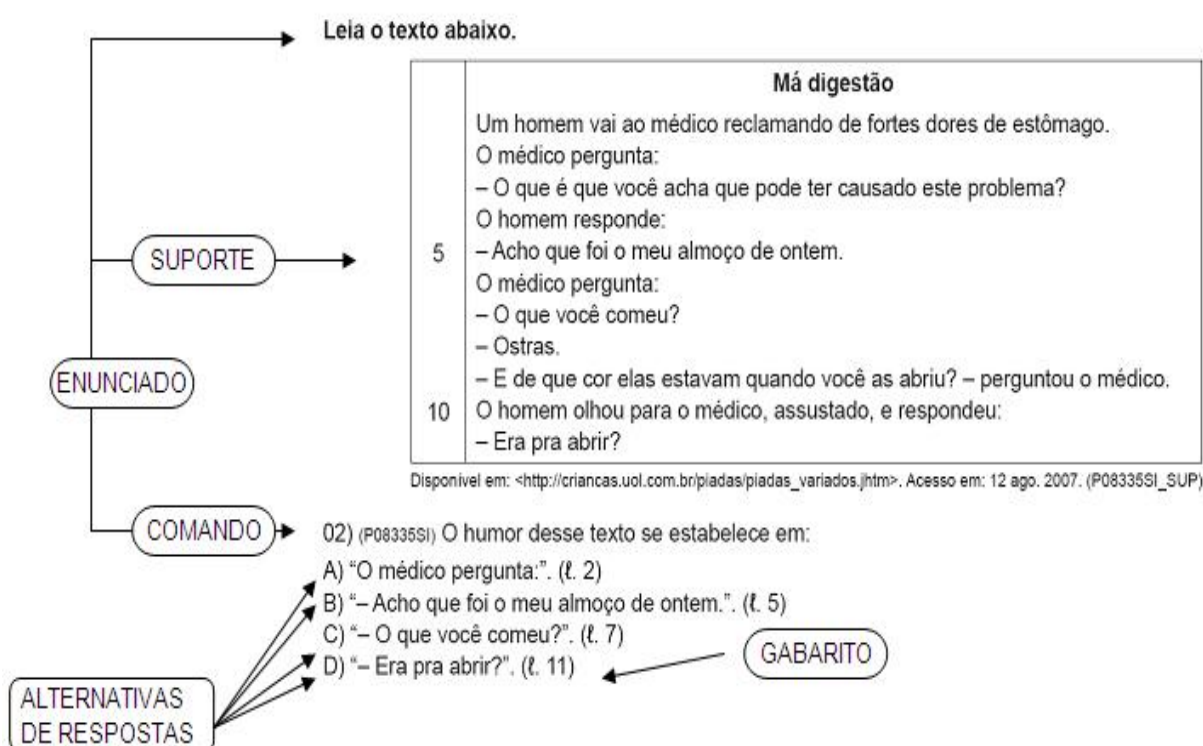 Leia o texto abaixo.
Má digestão
Um homem vai ao médico reclamando de fortes dores de estômago.
O médico pergunta:
– O que é que você acha que pode ter causado este problema?
O homem responde:
5 – Acho que foi o meu almoço de ontem.
O médico pergunta:
– O que você comeu?
– Ostras.
– E de que cor elas estavam quando você as abriu? – perguntou o médico.
10 O homem olhou para o médico, assustado, e respondeu:
– Era pra abrir?
Disponível em: <http://criancas.uol.com.br/piadas/piadas_variados.jhtm>. Acesso em: 12 ago. 2007. (P08335SI_SUP)
SUPORTE
ENUNCIADO
COMANDO
02) (P08335SI) O humor desse texto se estabelece em:
A) “O médico pergunta:”. (ℓ. 2)
B) “– Acho que foi o meu almoço de ontem.”. (ℓ. 5)
C) “– O que você comeu?”. (ℓ. 7)
D) “– Era pra abrir?”. (ℓ. 11)
GABARITO
ALTERNATIVAS
DE RESPOSTAS